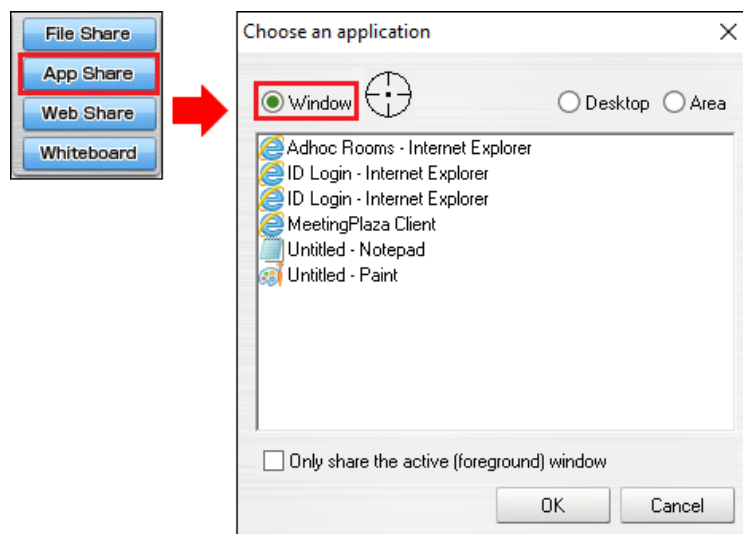 File Share
App Share
Web Share
Whiteboard
Choose an application
Window
Desktop
Area
Adhoc Rooms - Internet Explorer
ID Login - Internet Explorer
ID Login - Internet Explorer
MeetingPlaza Client
Untitled - Notepad
Untitled - Paint
Only share the active (foreground) window
OK
Cancel